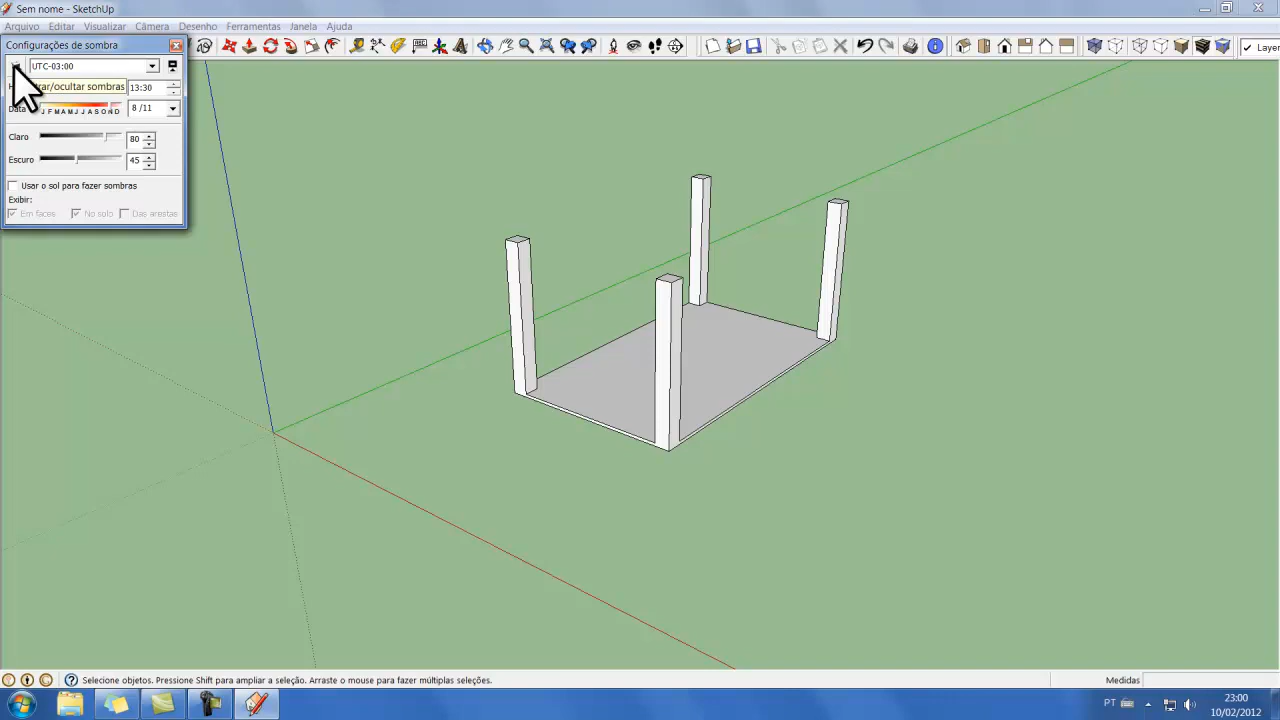 Sem nome - SketchUp
Arquivo Editar Visualizar Câmera Desenho Ferramentas Janela Ajuda
Configurações de sombra
Layer
UTC-03:00
rar/ocultar sombras 13:30
Data J F M A M J J A S O N D 8 /11
Claro 80
Escuro 45
Usar o sol para fazer sombras
Exibir:
Em faces No solo Das arestas
Selecione objetos. Pressione Shift para ampliar a seleção. Arraste o mouse para fazer múltiplas seleções.
Medidas
PT
23:00
10/02/2012